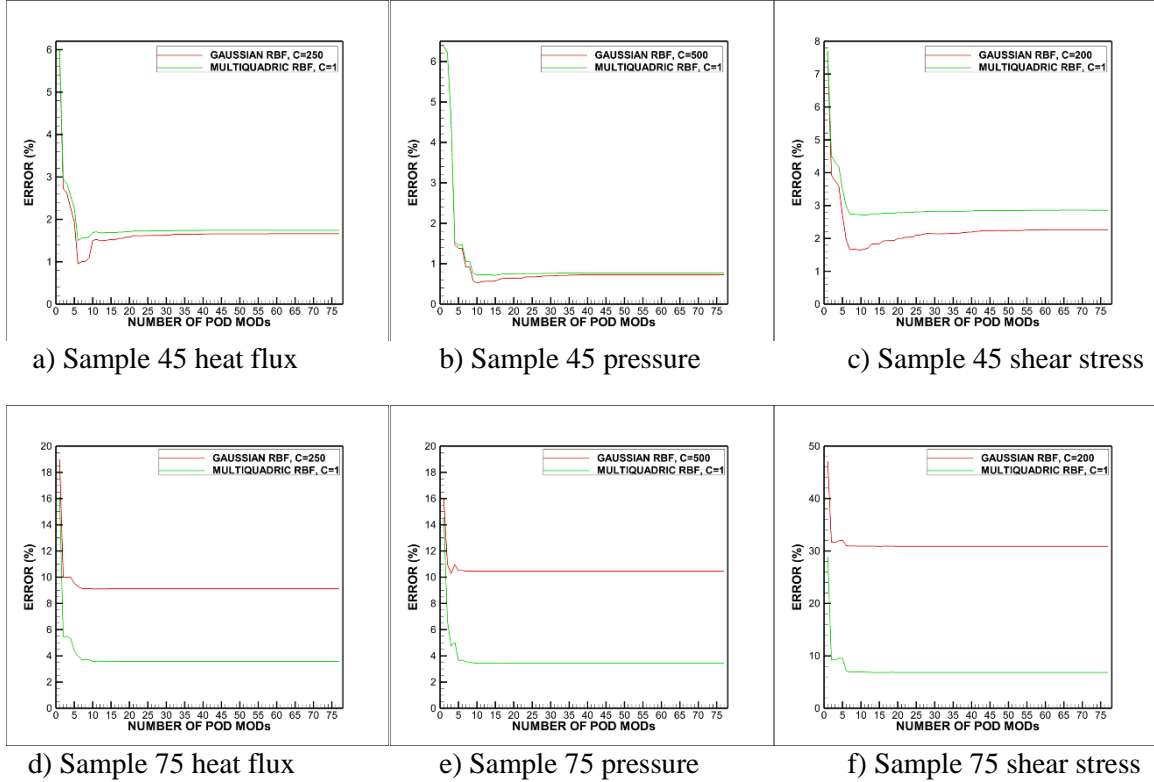 GAUSSIAN RBF, C=250
MULTIQUADRIC RBF, C=1
ERROR (%)
6
5
4
3
2
1
0
0 5 10 15 20 25 30 35 40 45 50 55 60 65 70 75
NUMBER OF POD MODs
a) Sample 45 heat flux
GAUSSIAN RBF, C=500
MULTIQUADRIC RBF, C=1
ERROR (%)
6
5
4
3
2
1
0
0 5 10 15 20 25 30 35 40 45 50 55 60 65 70 75
NUMBER OF POD MODs
b) Sample 45 pressure
GAUSSIAN RBF, C=200
MULTIQUADRIC RBF, C=1
ERROR (%)
8
7
6
5
4
3
2
1
0
0 5 10 15 20 25 30 35 40 45 50 55 60 65 70 75
NUMBER OF POD MODs
c) Sample 45 shear stress
GAUSSIAN RBF, C=250
MULTIQUADRIC RBF, C=1
ERROR (%)
20
18
16
14
12
10
8
6
4
2
0
0 5 10 15 20 25 30 35 40 45 50 55 60 65 70 75
NUMBER OF POD MODs
d) Sample 75 heat flux
GAUSSIAN RBF, C=500
MULTIQUADRIC RBF, C=1
ERROR (%)
20
18
16
14
12
10
8
6
4
2
0
0 5 10 15 20 25 30 35 40 45 50 55 60 65 70 75
NUMBER OF POD MODs
e) Sample 75 pressure
GAUSSIAN RBF, C=200
MULTIQUADRIC RBF, C=1
ERROR (%)
50
40
30
20
10
0
0 5 10 15 20 25 30 35 40 45 50 55 60 65 70 75
NUMBER OF POD MODs
f) Sample 75 shear stress